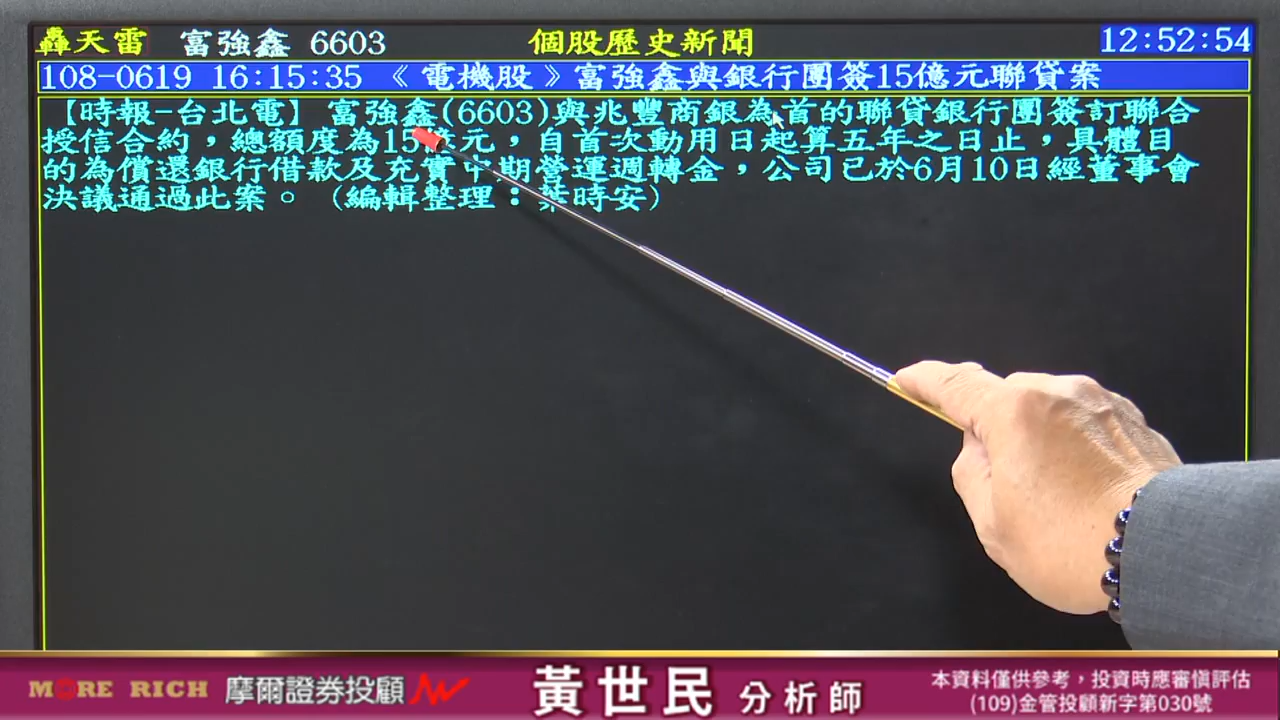 轟天雷 富強鑫 6603 個股歷史新聞 12:52:54
108-0619 16:15:35 《電機股》富強鑫與銀行團簽15億元聯貸案
【時報-台北電】富強鑫(6603)與兆豐商銀為首的聯貸銀行團簽訂聯合
授信合約，總額度為15億元，自首次動用日起算五年之日止，具體目
的為償還銀行借款及充實中期營運週轉金，公司已於6月10日經董事會
決議通過此案。(編輯整理：葉時安)
MORE RICH 摩爾證券投顧 黃世民 分析師
本資料僅供參考，投資時應審慎評估
(109)金管投顧新字第030號